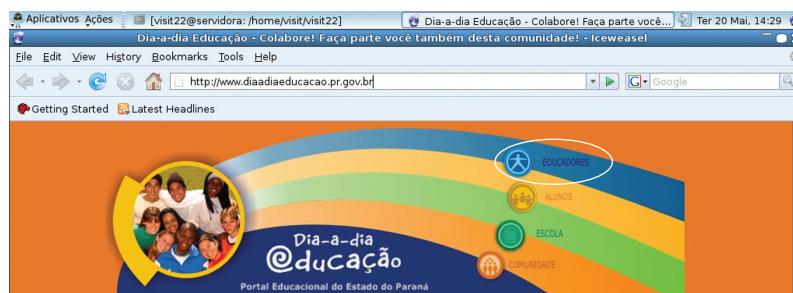 Aplicativos Ações [visit22@servidora: /home/visit/visit22] Dia-a-dia Educação - Colabore! Faça parte você... Ter 20 Mai, 14:29
Dia-a-dia Educação - Colabore! Faça parte você também desta comunidade! - Iceweasel
File Edit View History Bookmarks Tools Help
http://www.diaadiaeducacao.pr.gov.br G Google
Getting Started Latest Headlines
EDUCADORES
ALUNOS
ESCOLA
COMUNIDADE
Dia-a-dia
@ducação
Portal Educacional do Estado do Paraná